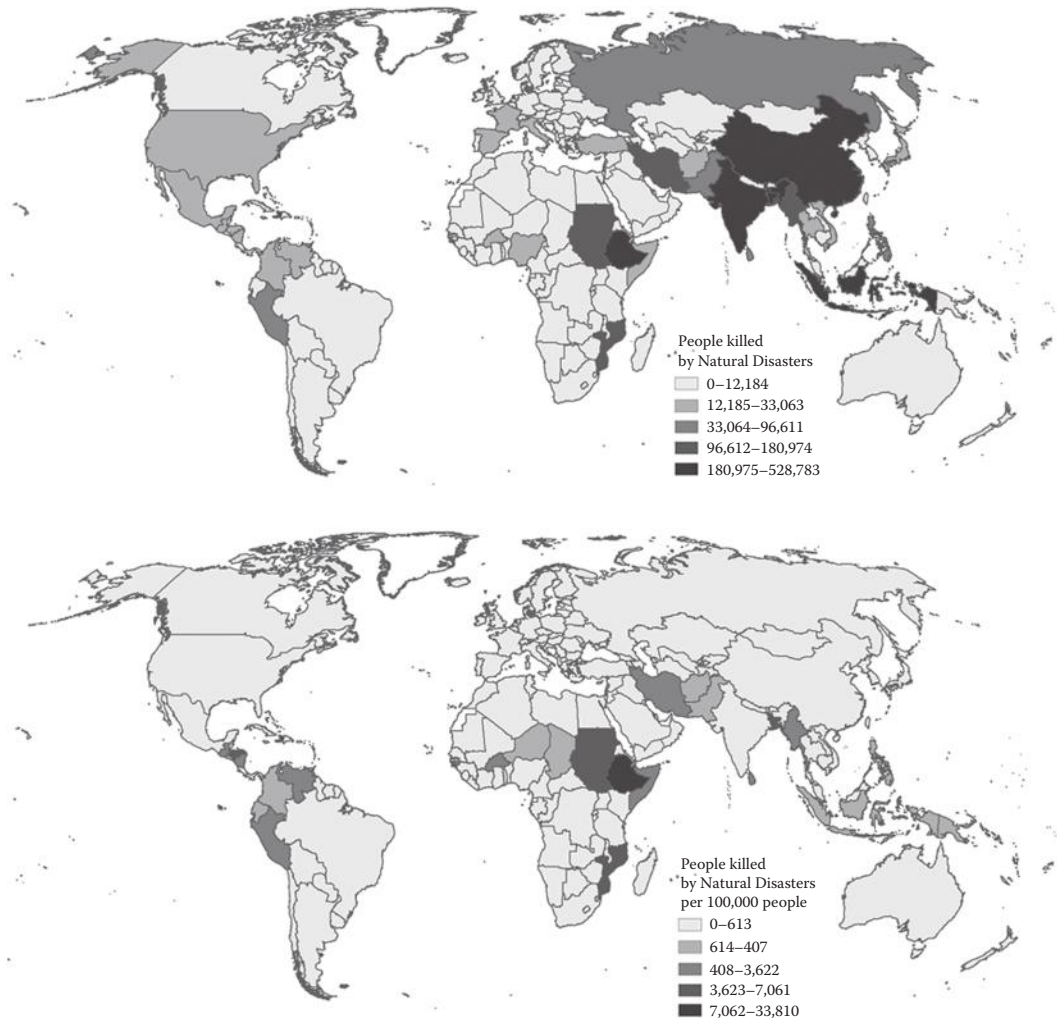 People killed
by Natural Disasters
0–12,184
12,185–33,063
33,064–96,611
96,612–180,974
180,975–528,783
People killed
by Natural Disasters
per 100,000 people
0–613
614–407
408–3,622
3,623–7,061
7,062–33,810